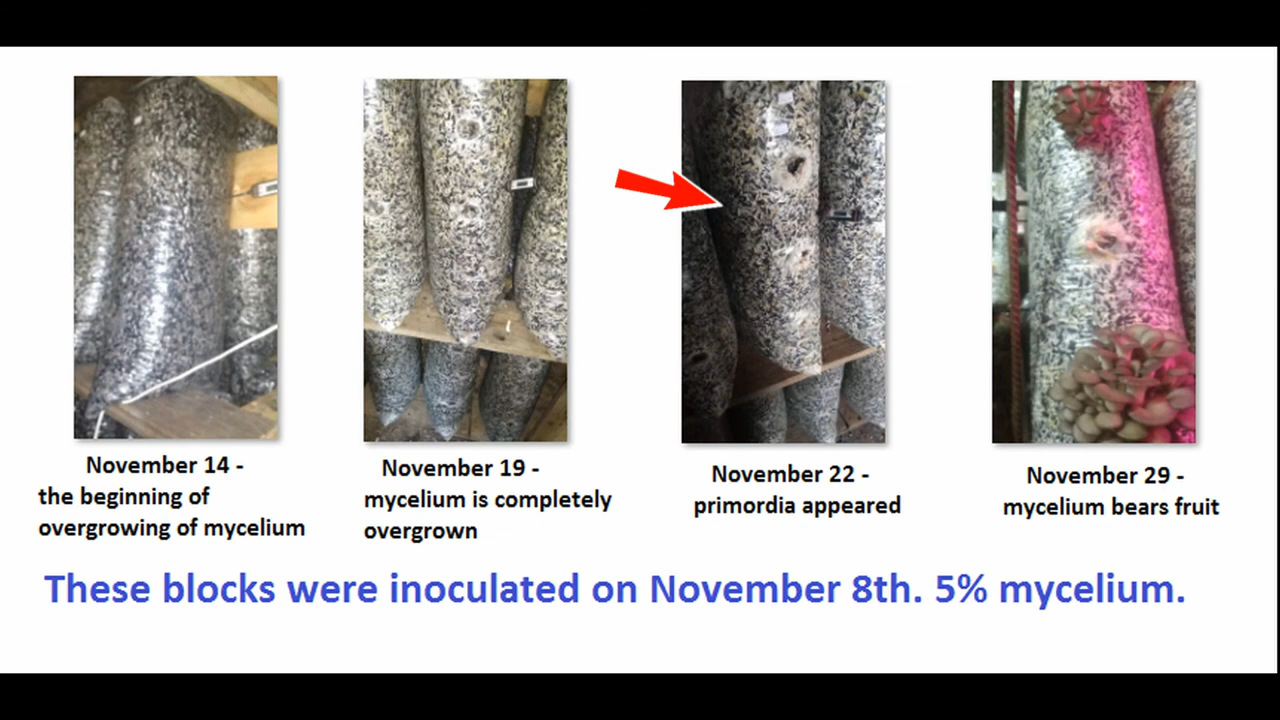 November 14 -
the beginning of
overgrowing of mycelium
November 19 -
mycelium is completely
overgrown
November 22 -
primordia appeared
November 29 -
mycelium bears fruit
These blocks were inoculated on November 8th. 5% mycelium.